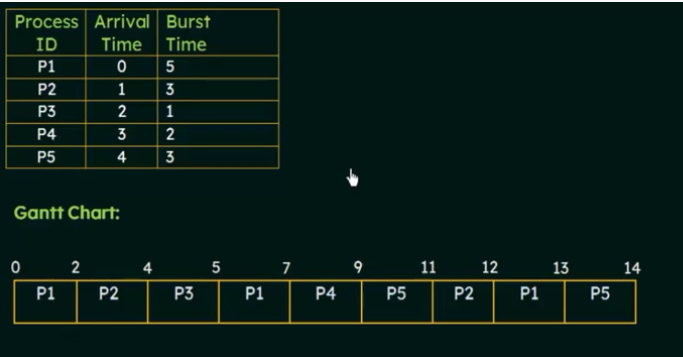 Process ID Arrival Time Burst Time
P1 0 5
P2 1 3
P3 2 1
P4 3 2
P5 4 3
Gantt Chart:
0 2 4 5 7 9 11 12 13 14
P1 P2 P3 P1 P4 P5 P2 P1 P5